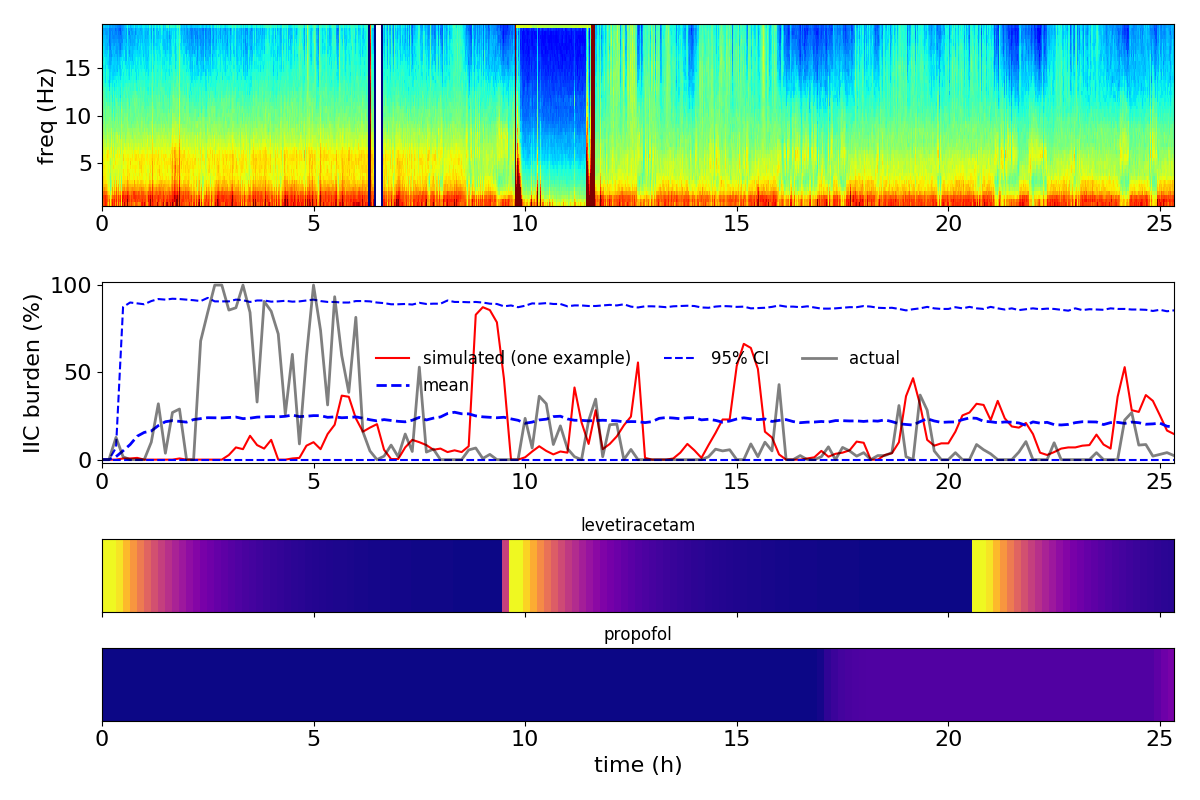 freq (Hz)
15
10
5
0 5 10 15 20 25
IIC burden (%)
100
50
0
simulated (one example) 95% CI actual
mean
0 5 10 15 20 25
levetiracetam
propofol
0 5 10 15 20 25
time (h)